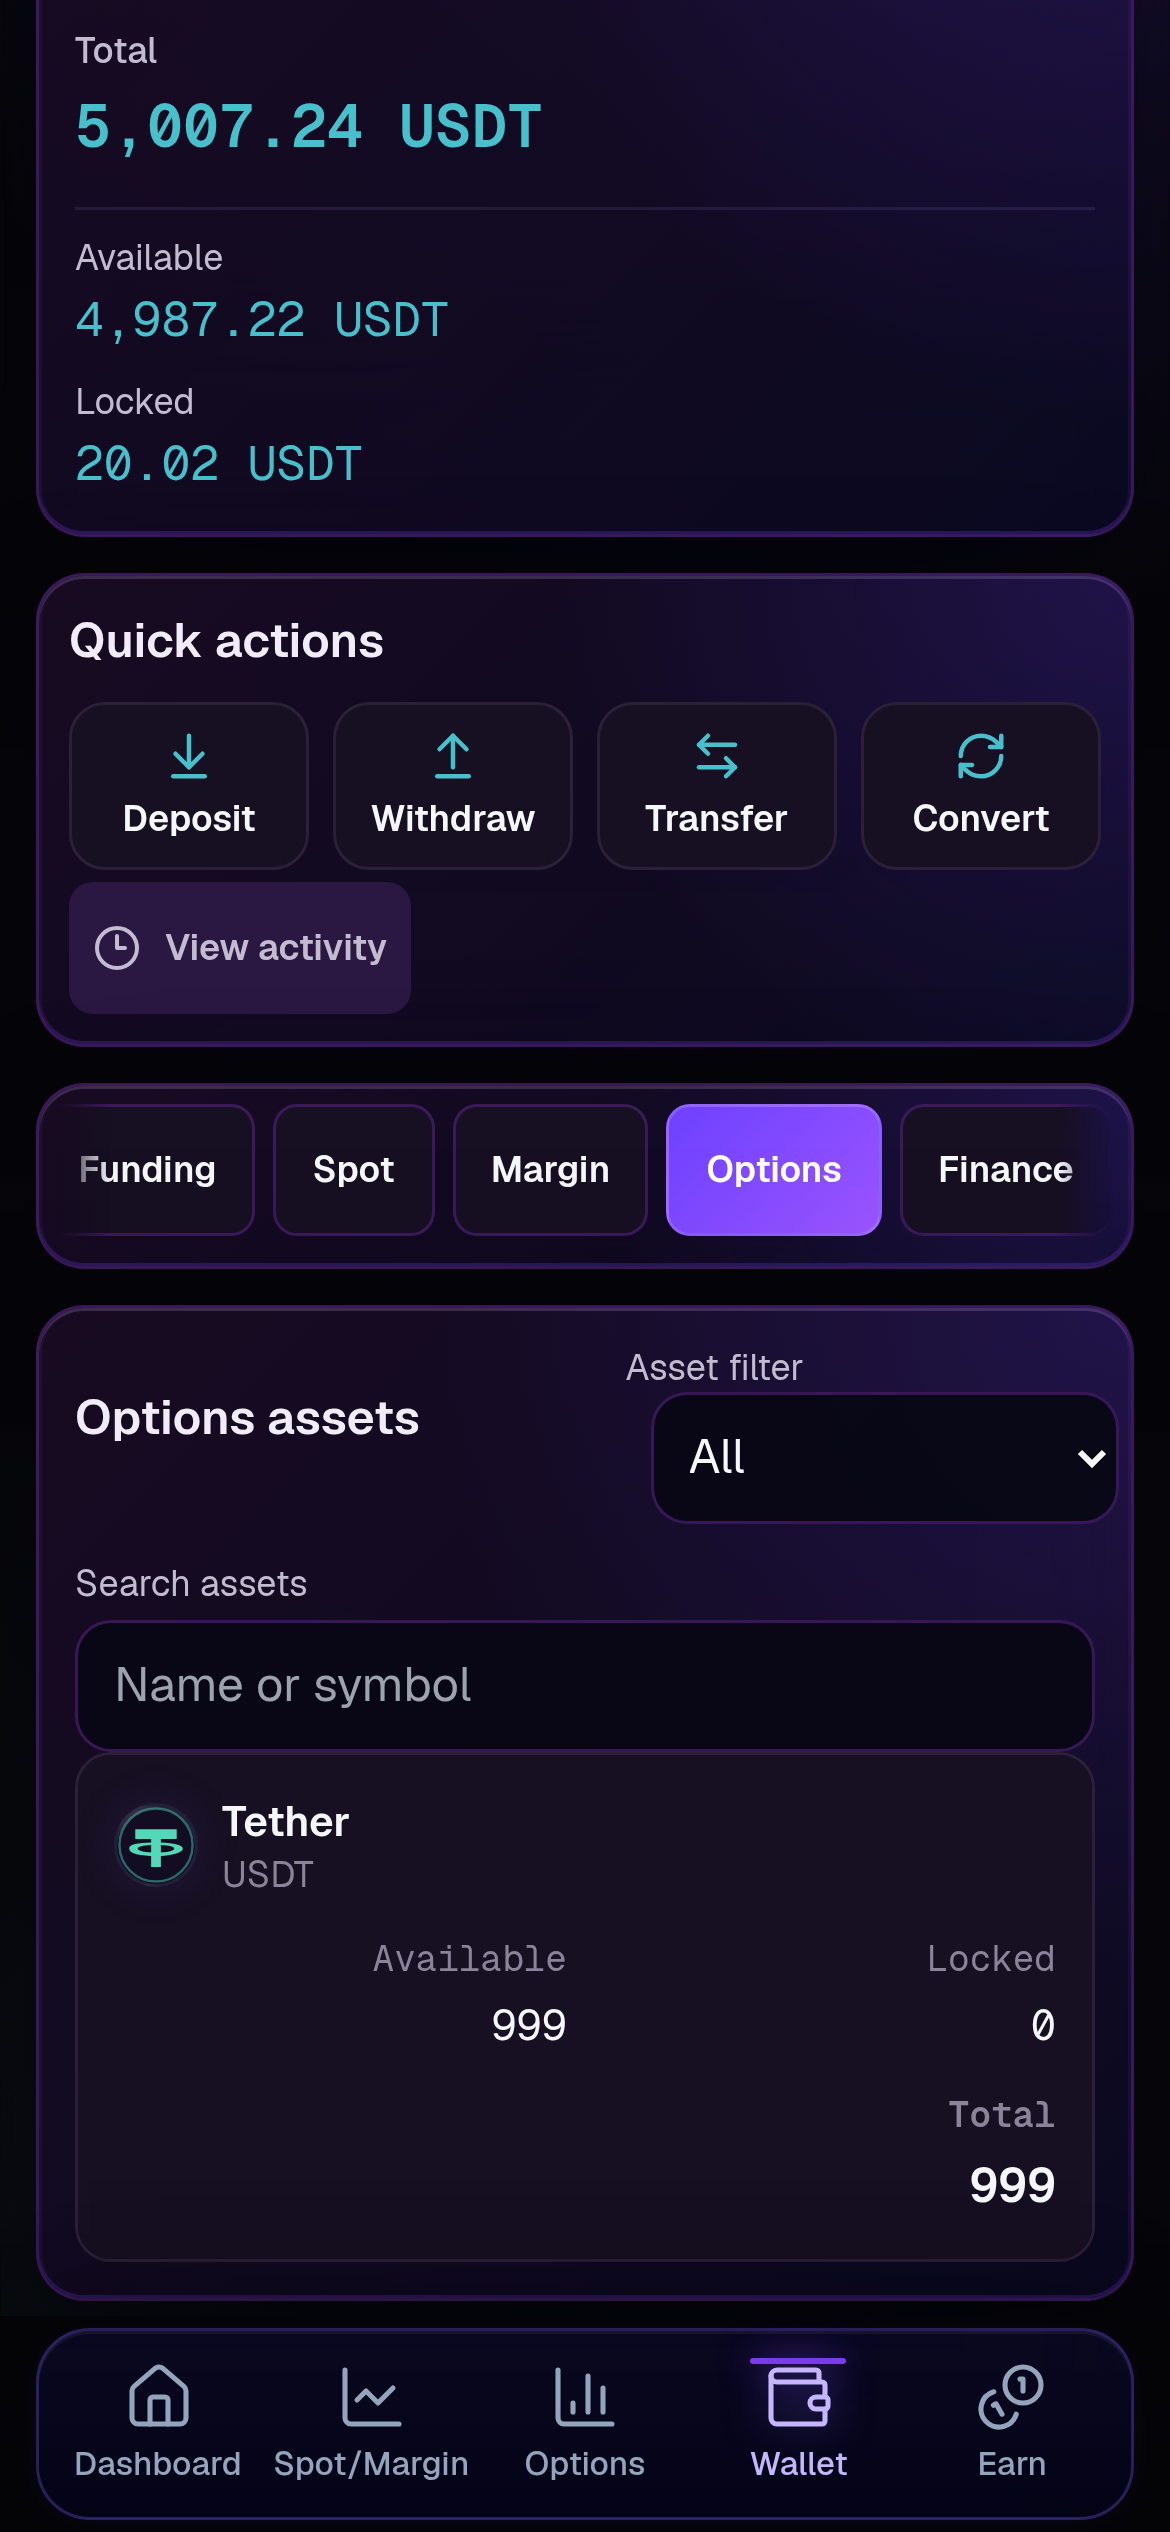 Total
5,007.24 USDT
Available
4,987.22 USDT
Locked
20.02 USDT
Quick actions
Deposit Withdraw Transfer Convert
View activity
Funding Spot Margin Options Finance
Asset filter
Options assets
All
Search assets
Name or symbol
Tether
USDT
Available Locked
999 0
Total
999
Dashboard Spot/Margin Options Wallet Earn